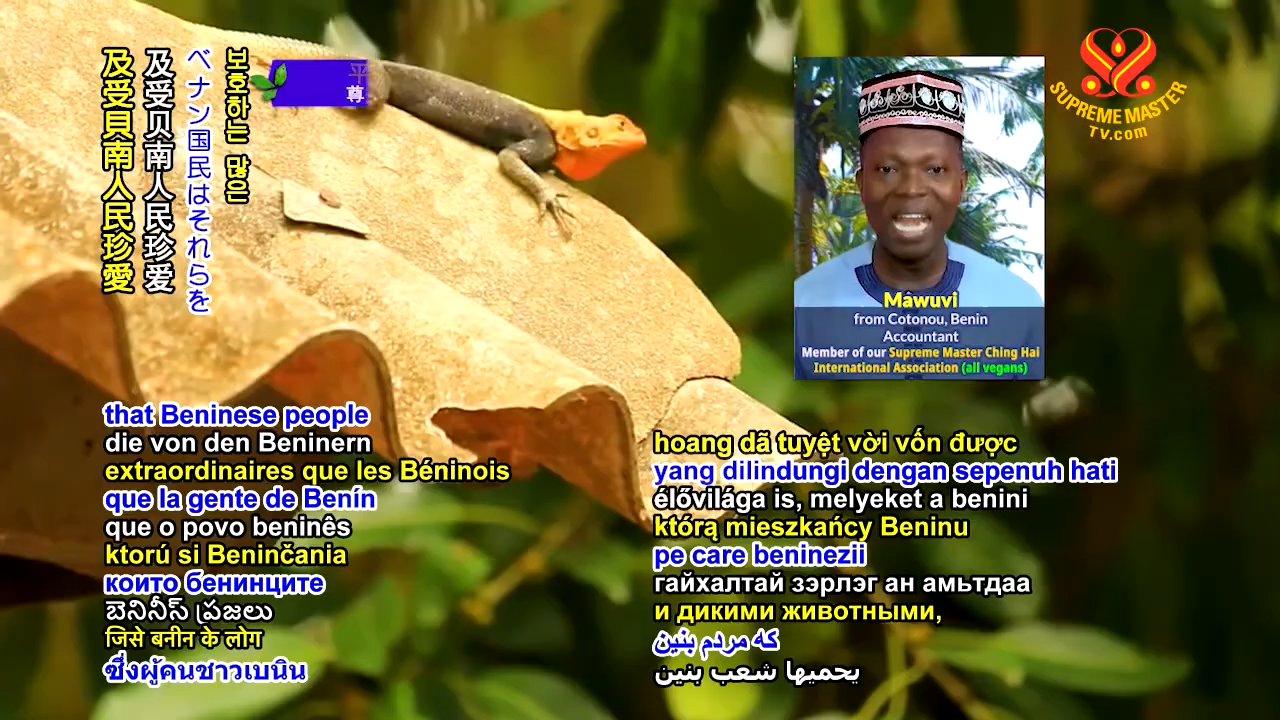 보호하는 많은
ベナン国民はそれらを
及受贝南人民珍爱
及受貝南人民珍愛
平
尊
SUPREME MASTER
TV.com
Mawuvi
from Cotonou, Benin
Accountant
Member of our Supreme Master Ching Hai
International Association (all vegans)
that Beninese people
die von den Beninern
extraordinaires que les Béninois
que la gente de Benín
que o povo beninês
ktorú si Beninčania
които бенинците
బెనినీస్ ప్రజలు
जिसे बनीन के लोग
ซึ่งผู้คนชาวเบนิน
hoang dã tuyệt vời vốn được
yang dilindungi dengan sepenuh hati
élővilága is, melyeket a benini
którą mieszkańcy Beninu
pe care beninezii
гайхалтай зэрлэг ан амьтдаа
и дикими животными,
که مردم بنین
يحميها شعب بنين